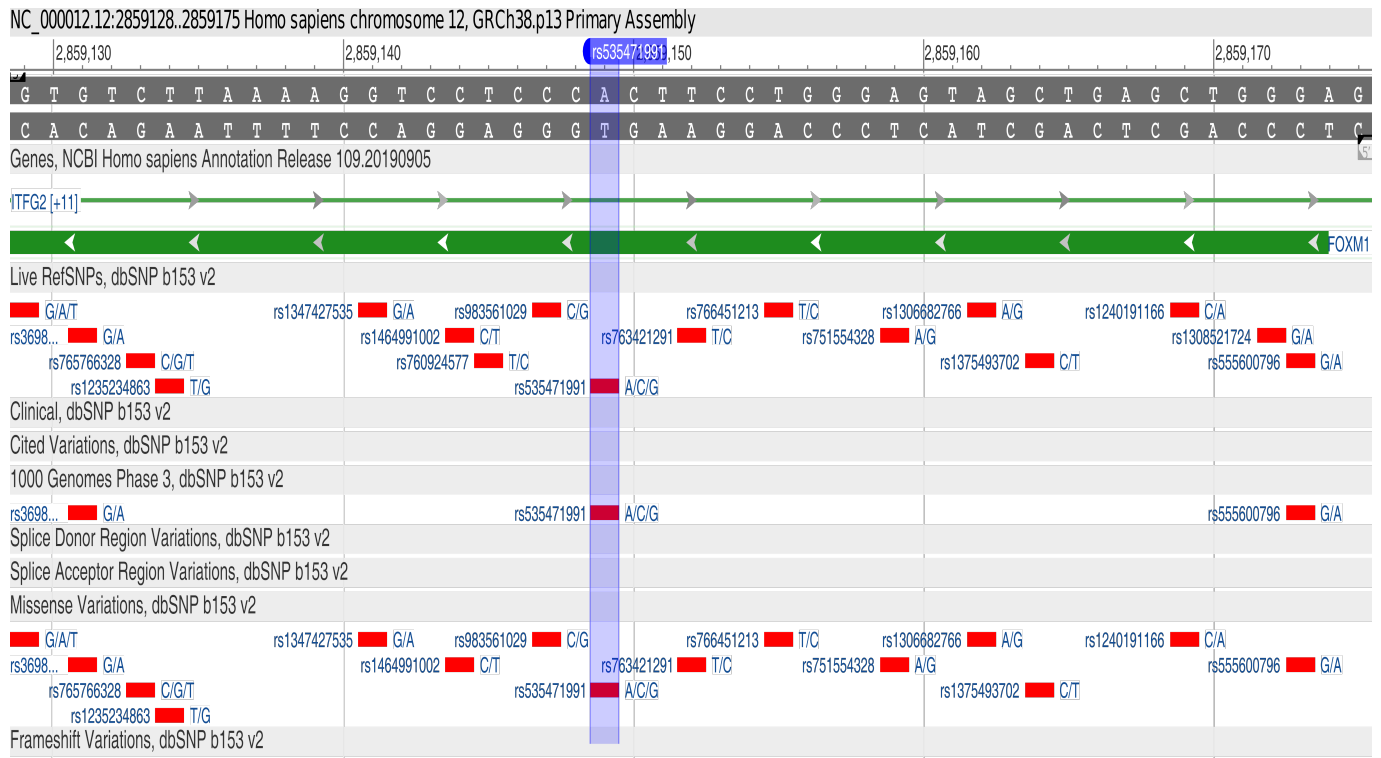 NC_000012.12:2859128..2859175 Homo sapiens chromosome 12, GRCh38.p13 Primary Assembly
2,859,130 2,859,140 rs535471991 2,859,150 2,859,160 2,859,170
G T G T C T T A A A A G G T C C T C C C A C T T C C T G G G A G T A G C T G A G C T G G G A G
C A C A G A A T T T T C C A G G A G G G T G A A G G A C C C T C A T C G A C T C G A C C C T C
Genes, NCBI Homo sapiens Annotation Release 109.20190905
5'
ITFG2 [+11]
FOXM1
Live RefSNPs, dbSNP b153 v2
G/A/T rs1347427535 G/A rs983561029 C/G rs766451213 T/C rs1306682766 A/G rs1240191166 C/A
rs3698... G/A rs1464991002 C/T rs763421291 T/C rs751554328 A/G rs1308521724 G/A
rs765766328 C/G/T rs760924577 T/C rs1375493702 C/T rs555600796 G/A
rs1235234863 T/G rs535471991 A/C/G
Clinical, dbSNP b153 v2
Cited Variations, dbSNP b153 v2
1000 Genomes Phase 3, dbSNP b153 v2
rs3698... G/A rs535471991 A/C/G rs555600796 G/A
Splice Donor Region Variations, dbSNP b153 v2
Splice Acceptor Region Variations, dbSNP b153 v2
Missense Variations, dbSNP b153 v2
G/A/T rs1347427535 G/A rs983561029 C/G rs766451213 T/C rs1306682766 A/G rs1240191166 C/A
rs3698... G/A rs1464991002 C/T rs763421291 T/C rs751554328 A/G rs555600796 G/A
rs765766328 C/G/T rs535471991 A/C/G rs1375493702 C/T
rs1235234863 T/G
Frameshift Variations, dbSNP b153 v2